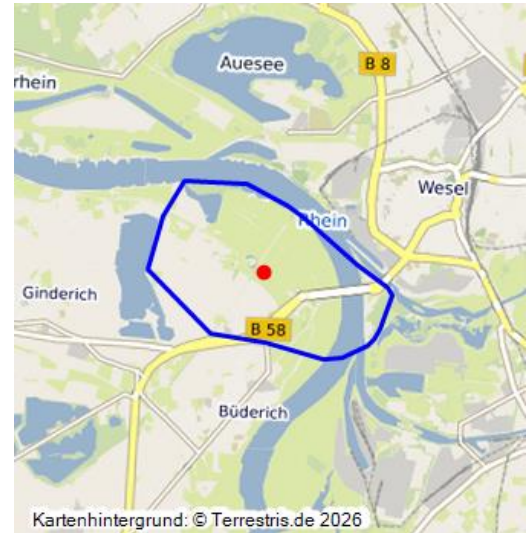 Auesee
B 8
rhein
Wesel
Rhein
Ginderich
B 58
Büderich
Kartenhintergrund: © Terrestris.de 2026